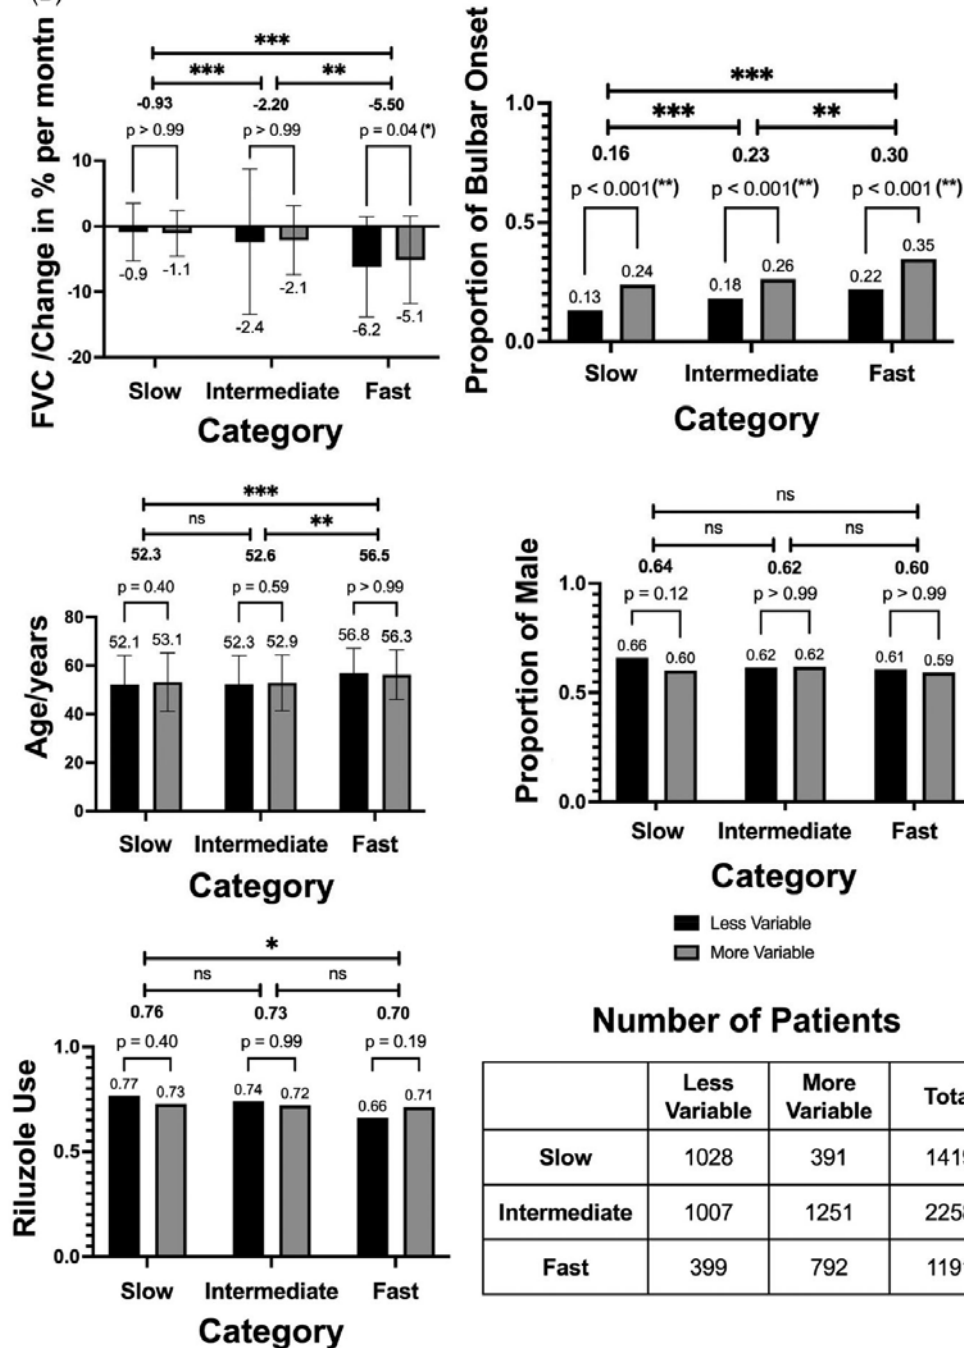 FVC /Change in % per month
***
*** **
-0.93 -2.20 -5.50
p > 0.99 p > 0.99 p = 0.04 (*)
10
0
-10
-20
-0.9 -1.1 -2.4 -2.1 -6.2 -5.1
Slow Intermediate Fast
Category
Proportion of Bulbar Onset
***
*** **
0.16 0.23 0.30
p < 0.001(**) p < 0.001(**) p < 0.001(**)
1.0
0.5
0.0
0.13 0.24 0.18 0.26 0.22 0.35
Slow Intermediate Fast
Category
Age/years
***
ns **
52.3 52.6 56.5
p = 0.40 p = 0.59 p > 0.99
80
60
40
20
0
52.1 53.1 52.3 52.9 56.8 56.3
Slow Intermediate Fast
Category
Proportion of Male
ns
ns ns
0.64 0.62 0.60
p = 0.12 p > 0.99 p > 0.99
1.0
0.5
0.0
0.66 0.60 0.62 0.62 0.61 0.59
Slow Intermediate Fast
Category
Less Variable
More Variable
Riluzole Use
*
ns ns
0.76 0.73 0.70
p = 0.40 p = 0.99 p = 0.19
1.0
0.5
0.0
0.77 0.73 0.74 0.72 0.66 0.71
Slow Intermediate Fast
Category
Number of Patients
Less Variable More Variable
Slow 1028 391
Intermediate 1007 1251
Fast 399 792